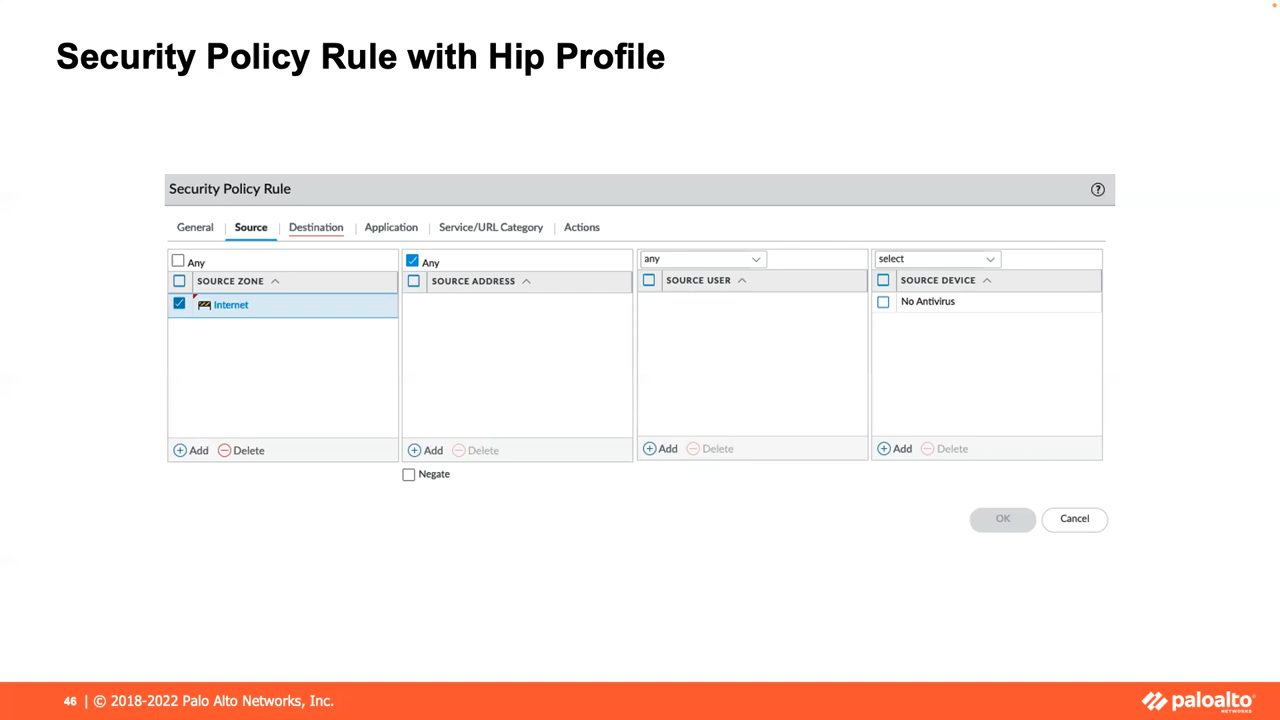 Security Policy Rule with Hip Profile
Security Policy Rule
General Source Destination Application Service/URL Category Actions
Any
SOURCE ZONE
Internet
Add Delete
Any
SOURCE ADDRESS
Add Delete
Negate
any
SOURCE USER
Add Delete
select
SOURCE DEVICE
No Antivirus
Add Delete
OK Cancel
46 | © 2018-2022 Palo Alto Networks, Inc.
paloalto
NETWORKS